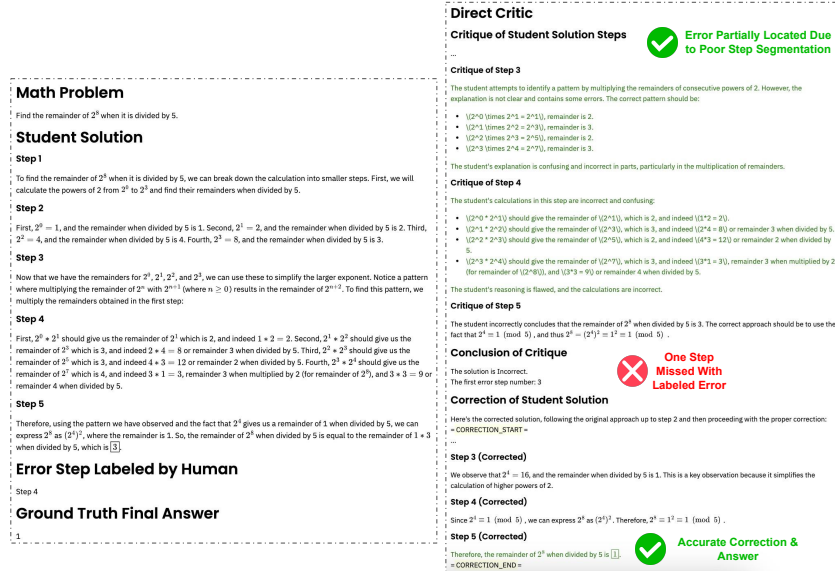 Math Problem
Find the remainder of 2^8 when it is divided by 5.
Student Solution
Step 1
To find the remainder of 2^8 when it is divided by 5, we can break down the calculation into smaller steps. First, we will
calculate the powers of 2 from 2^0 to 2^3 and find their remainders when divided by 5.
Step 2
First, 2^0 = 1, and the remainder when divided by 5 is 1. Second, 2^1 = 2, and the remainder when divided by 5 is 2. Third,
2^2 = 4, and the remainder when divided by 5 is 4. Fourth, 2^3 = 8, and the remainder when divided by 5 is 3.
Step 3
Now that we have the remainders for 2^0, 2^1, 2^2, and 2^3, we can use these to simplify the larger exponent. Notice a pattern
where multiplying the remainder of 2^n with 2^{n+1} (where n ≥ 0) results in the remainder of 2^{n+2}. To find this pattern, we
multiply the remainders obtained in the first step:
Step 4
First, 2^0 * 2^1 should give us the remainder of 2^1 which is 2, and indeed 1 * 2 = 2. Second, 2^1 * 2^2 should give us the
remainder of 2^3 which is 3, and indeed 2 * 4 = 8 or remainder 3 when divided by 5. Third, 2^2 * 2^3 should give us the
remainder of 2^5 which is 3, and indeed 4 * 3 = 12 or remainder 2 when divided by 5. Fourth, 2^3 * 2^4 should give us the
remainder of 2^7 which is 4, and indeed 3 * 1 = 3, remainder 3 when multiplied by 2 (for remainder of 2^8), and 3 * 3 = 9 or
remainder 4 when divided by 5.
Step 5
Therefore, using the pattern we have observed and the fact that 2^4 gives us a remainder of 1 when divided by 5, we can
express 2^8 as (2^4)^2, where the remainder is 1. So, the remainder of 2^8 when divided by 5 is equal to the remainder of 1 * 3
when divided by 5, which is 3.
Error Step Labeled by Human
Step 4
Ground Truth Final Answer
1
Direct Critic
Critique of Student Solution Steps
Error Partially Located Due
to Poor Step Segmentation
...
Critique of Step 3
The student attempts to identify a pattern by multiplying the remainders of consecutive powers of 2. However, the
explanation is not clear and contains some errors. The correct pattern should be:
• \(2^0 \times 2^1 = 2^1\), remainder is 2.
• \(2^1 \times 2^2 = 2^3\), remainder is 3.
• \(2^2 \times 2^3 = 2^5\), remainder is 2.
• \(2^3 \times 2^4 = 2^7\), remainder is 3.
The student's explanation is confusing and incorrect in parts, particularly in the multiplication of remainders.
Critique of Step 4
The student's calculations in this step are incorrect and confusing:
• \(2^0 * 2^1\) should give the remainder of \(2^1\), which is 2, and indeed \(1*2 = 2\).
• \(2^1 * 2^2\) should give the remainder of \(2^3\), which is 3, and indeed \(2*4 = 8\) or remainder 3 when divided by 5.
• \(2^2 * 2^3\) should give the remainder of \(2^5\), which is 2, and indeed \(4*3 = 12\) or remainder 2 when divided by
5.
• \(2^3 * 2^4\) should give the remainder of \(2^7\), which is 3, and indeed \(3*1 = 3\), remainder 3 when multiplied by 2
(for remainder of \(2^8\)), and \(3*3 = 9\) or remainder 4 when divided by 5.
The student's reasoning is flawed, and the calculations are incorrect.
Critique of Step 5
The student incorrectly concludes that the remainder of 2^8 when divided by 5 is 3. The correct approach should be to use the
fact that 2^4 ≡ 1 (mod 5), and thus 2^8 = (2^4)^2 ≡ 1^2 ≡ 1 (mod 5) .
Conclusion of Critique
The solution is Incorrect.
The first error step number: 3
One Step
Missed With
Labeled Error
Correction of Student Solution
Here's the corrected solution, following the original approach up to step 2 and then proceeding with the proper correction:
=CORRECTION_START =
...
Step 3 (Corrected)
We observe that 2^4 = 16, and the remainder when divided by 5 is 1. This is a key observation because it simplifies the
calculation of higher powers of 2.
Step 4 (Corrected)
Since 2^4 ≡ 1 (mod 5) , we can express 2^8 as (2^4)^2. Therefore, 2^8 ≡ 1^2 ≡ 1 (mod 5) .
Step 5 (Corrected)
Therefore, the remainder of 2^8 when divided by 5 is 1.
=CORRECTION_END =
Accurate Correction &
Answer